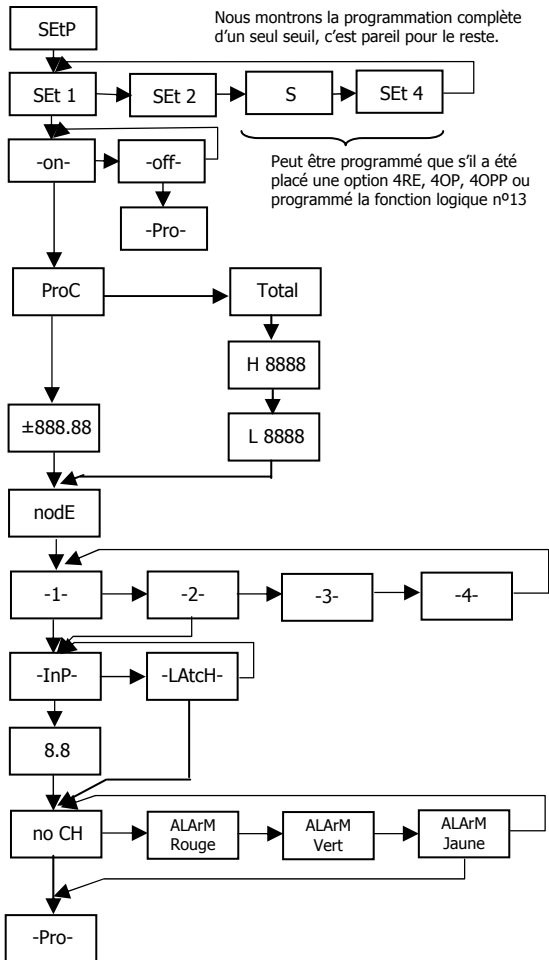 SEtP
Nous montrons la programmation complète
d'un seul seuil, c'est pareil pour le reste.
SEt 1
SEt 2
S
SEt 4
-on-
-off-
Peut être programmé que s'il a été
placé une option 4RE, 4OP, 4OPP ou
programmé la fonction logique nº13
-Pro-
ProC
Total
H 8888
±888.88
L 8888
nodE
-1-
-2-
-3-
-4-
-InP-
-LAtcH-
8.8
no CH
ALArM
Rouge
ALArM
Vert
ALArM
Jaune
-Pro-